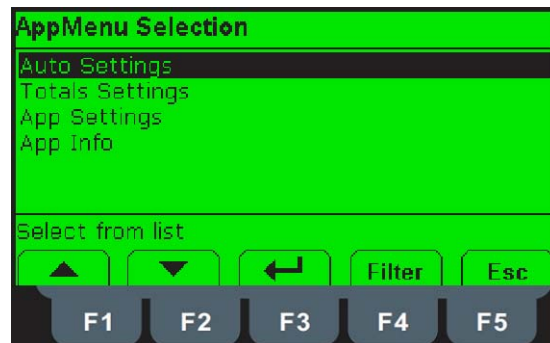 AppMenu Selection
Auto Settings
Totals Settings
App Settings
App Info
Select from list
Filter Esc
F1 F2 F3 F4 F5